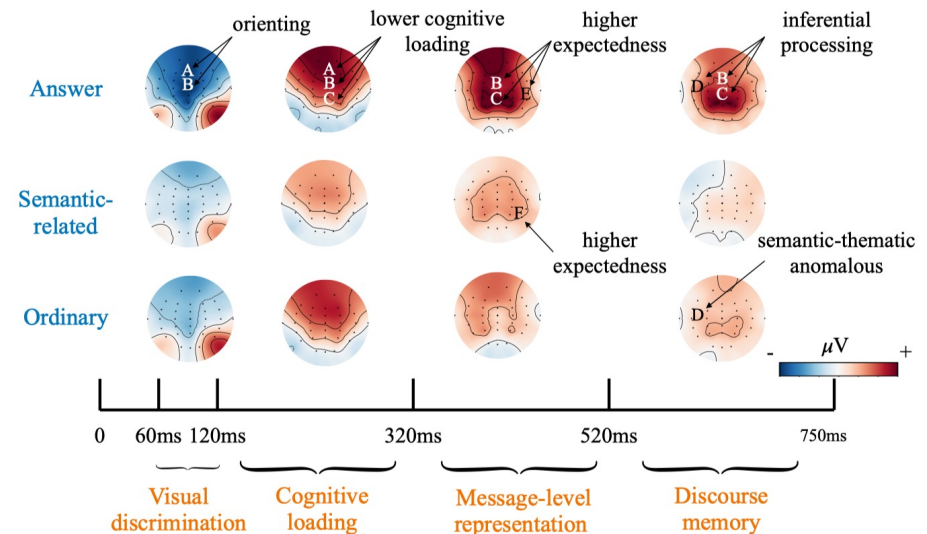 orienting
lower cognitive
loading
higher
expectedness
inferential
processing
Answer
A
B
A
B
C
B
C
E
D
B
C
Semantic-
related
F
higher
expectedness
semantic-thematic
anomalous
Ordinary
D
- μV +
0 60ms 120ms 320ms 520ms 750ms
Visual
discrimination
Cognitive
loading
Message-level
representation
Discourse
memory